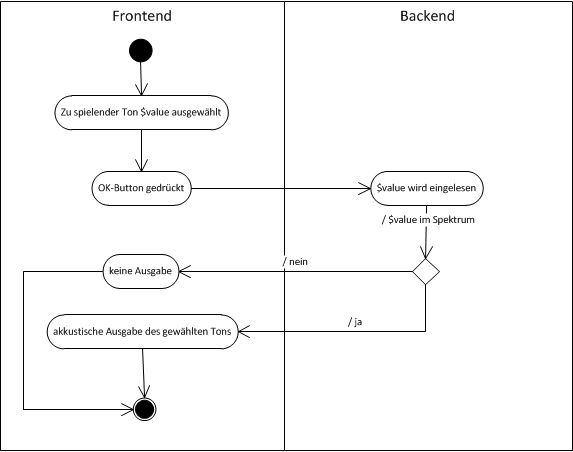 Frontend
Backend
Zu spielender Ton $value ausgewählt
OK-Button gedrückt
$value wird eingelesen
/ $value im Spektrum
/ nein
keine Ausgabe
/ ja
akkustische Ausgabe des gewählten Tons